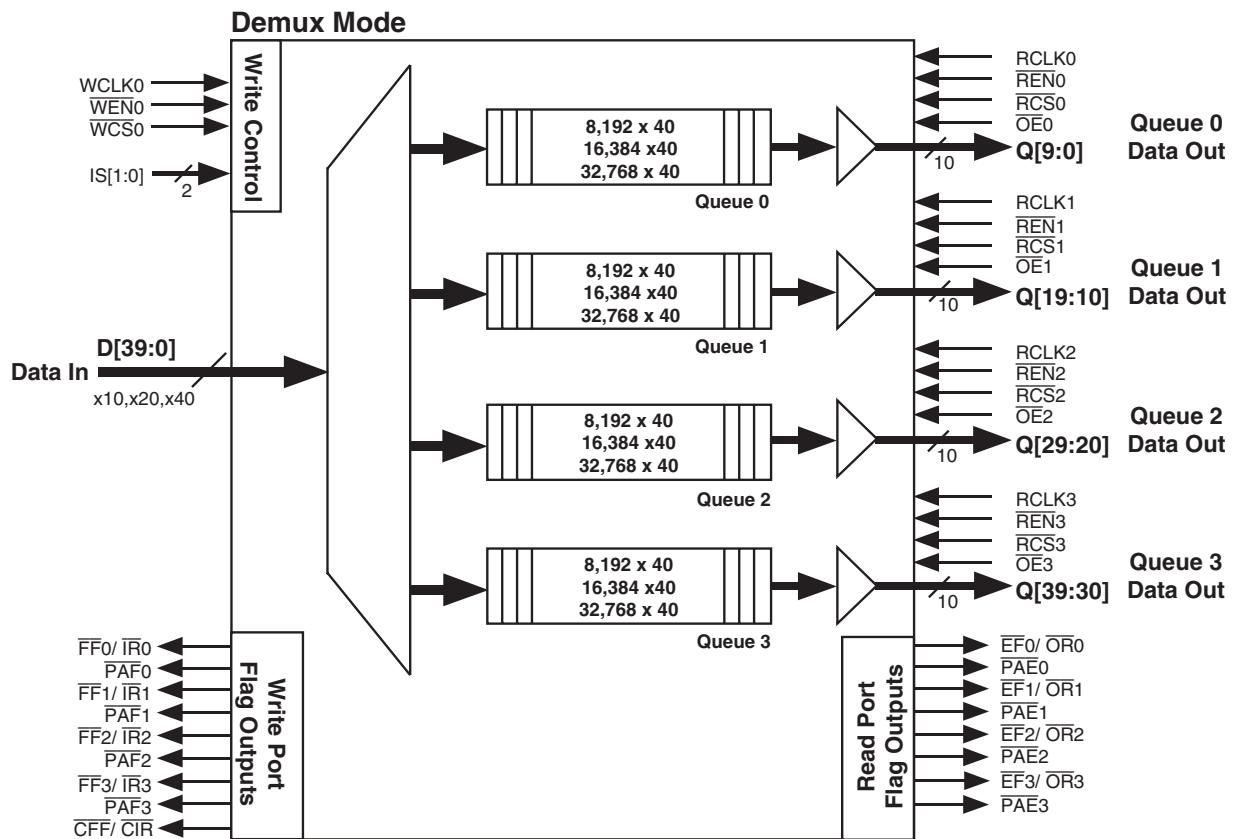 Demux Mode
Write Control
WCLK0
WEN0
WCS0
IS[1:0]
2
8,192 x 40
16,384 x40
32,768 x 40
Queue 0
RCLK0
REN0
RCS0
OE0
10
Q[9:0]
Queue 0
Data Out
8,192 x 40
16,384 x40
32,768 x 40
Queue 1
RCLK1
REN1
RCS1
OE1
10
Q[19:10]
Queue 1
Data Out
D[39:0]
Data In
x10,x20,x40
8,192 x 40
16,384 x40
32,768 x 40
Queue 2
RCLK2
REN2
RCS2
OE2
10
Q[29:20]
Queue 2
Data Out
8,192 x 40
16,384 x40
32,768 x 40
Queue 3
RCLK3
REN3
RCS3
OE3
10
Q[39:30]
Queue 3
Data Out
FF0/ IR0
PAF0
FF1/ IR1
PAF1
FF2/ IR2
PAF2
FF3/ IR3
PAF3
CFF/ CIR
Write Port
Flag Outputs
Read Port
Flag Outputs
EF0/ OR0
PAE0
EF1/ OR1
PAE1
EF2/ OR2
PAE2
EF3/ OR3
PAE3